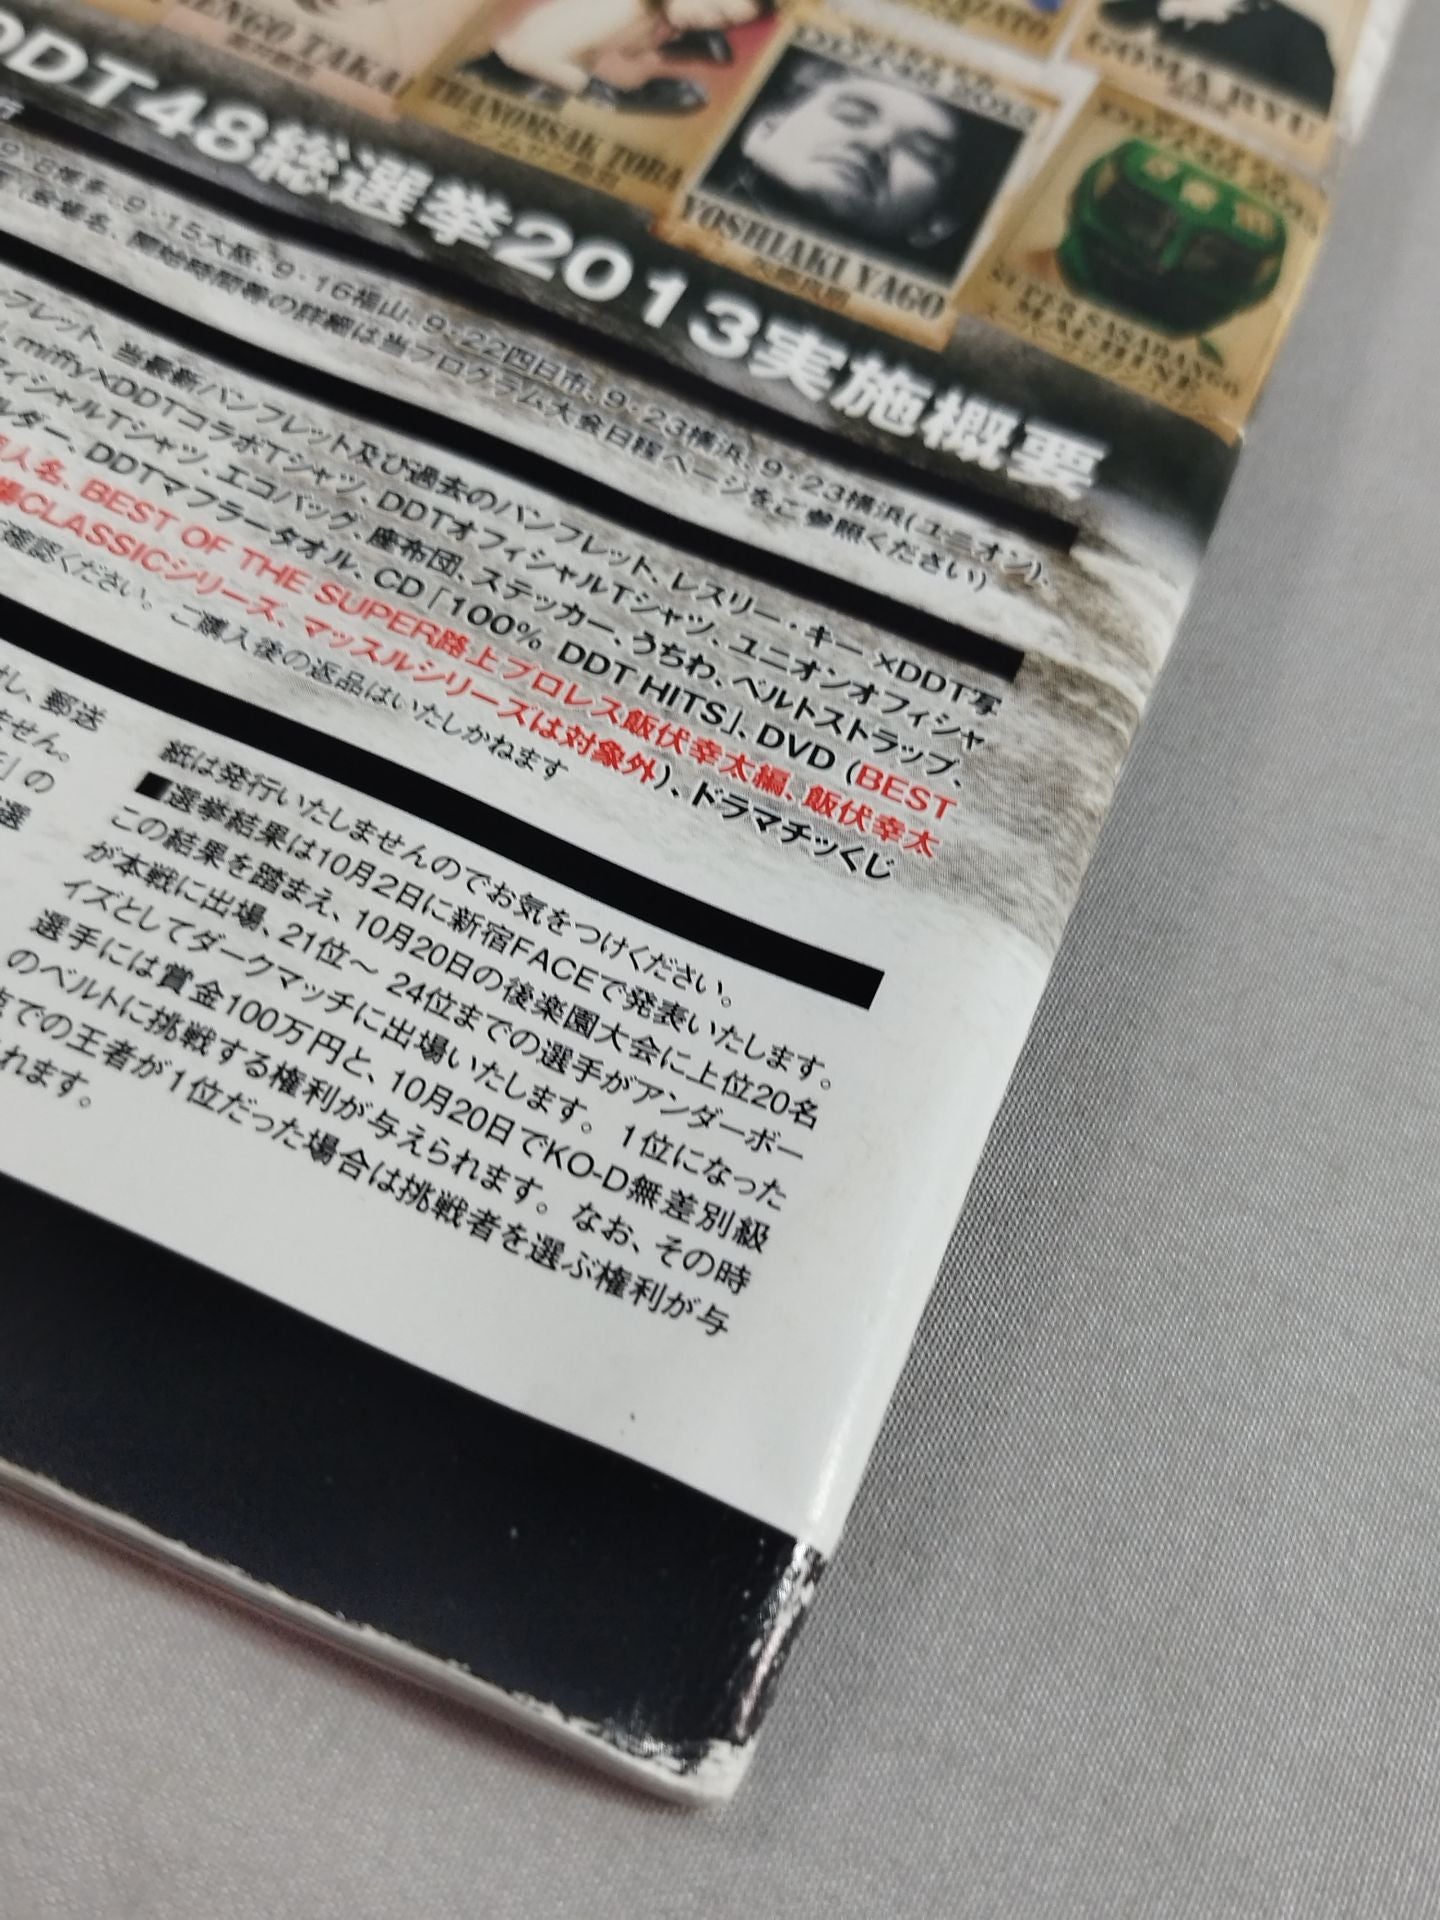 ENGO TAKAI
THANOMSAK TOBA
YOSHIAKI YAGO
GOMA RYU
SUPER SASADANGO
MACHINE
DDT48総選挙2013実施概要
9・15大阪、9・16福山、9・22四日市、9・23横浜、9・23横浜(ユニオン)、
(会場名、開始時間等の詳細は当プログラム大会日程ページをご参照ください)
ンフレット、当最新パンフレット及び過去のパンフレット、レスリー・キー×DDT写
miffy×DDTコラボTシャツ、DDTオフィシャルTシャツ、ユニオンオフィシャ
ィシャルTシャツ、エコバッグ、座布団、ステッカー、うちわ、ベルトストラップ、
ルダー、DDTマフラータオル、CD「100% DDT HITS」、DVD(BEST
人名、BEST OF THE SUPER路上プロレス飯伏幸太編、飯伏幸太
CLASSICシリーズ、マッスルシリーズは対象外)、ドラマチッくじ
確認ください。ご購入後の返品はいたしかねます
し、郵送
ません。
」の
選
紙は発行いたしませんのでお気をつけください。
■選挙結果は10月2日に新宿FACEで発表いたします。
この結果を踏まえ、10月20日の後楽園大会に上位20名
が本戦に出場、21位〜24位までの選手がアンダーボー
イズとしてダークマッチに出場いたします。1位になった
選手には賞金100万円と、10月20日でKO-D無差別級
のベルトに挑戦する権利が与えられます。なお、その時
点での王者が1位だった場合は挑戦者を選ぶ権利が与
れます。